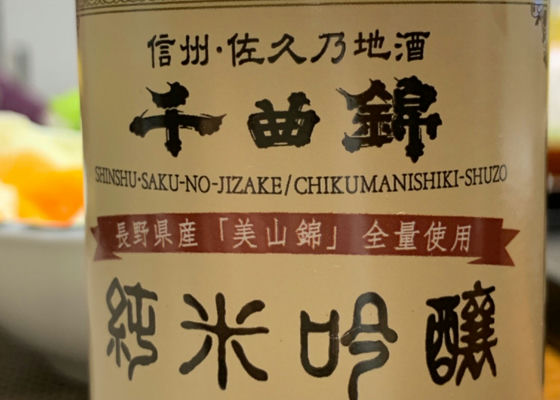 信州・佐久乃地酒
千曲錦
SHINSHU・SAKU-NO-JIZAKE/CHIKUMANISHIKI-SHUZO
長野県産「美山錦」全量使用
純米吟醸